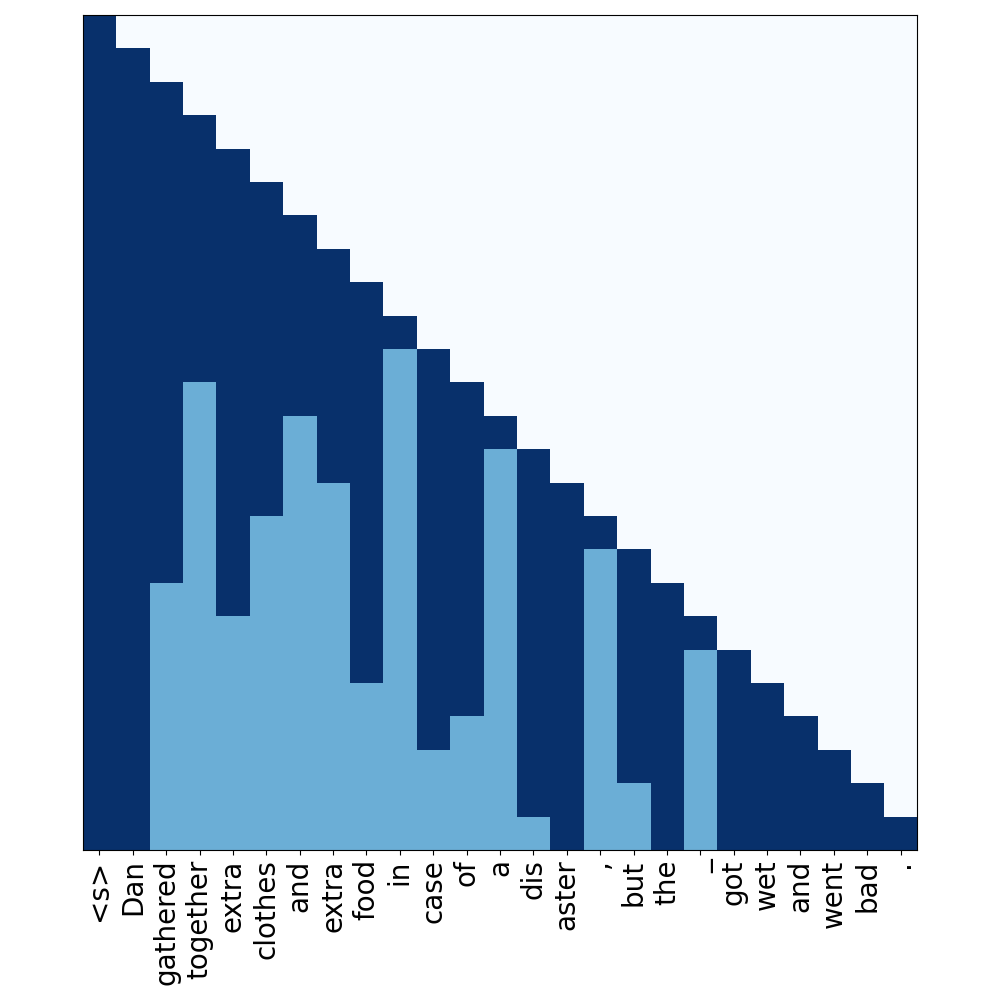 <s> Dan gathered together extra clothes and extra food in case of a dis aster , but the _ got wet and went bad .